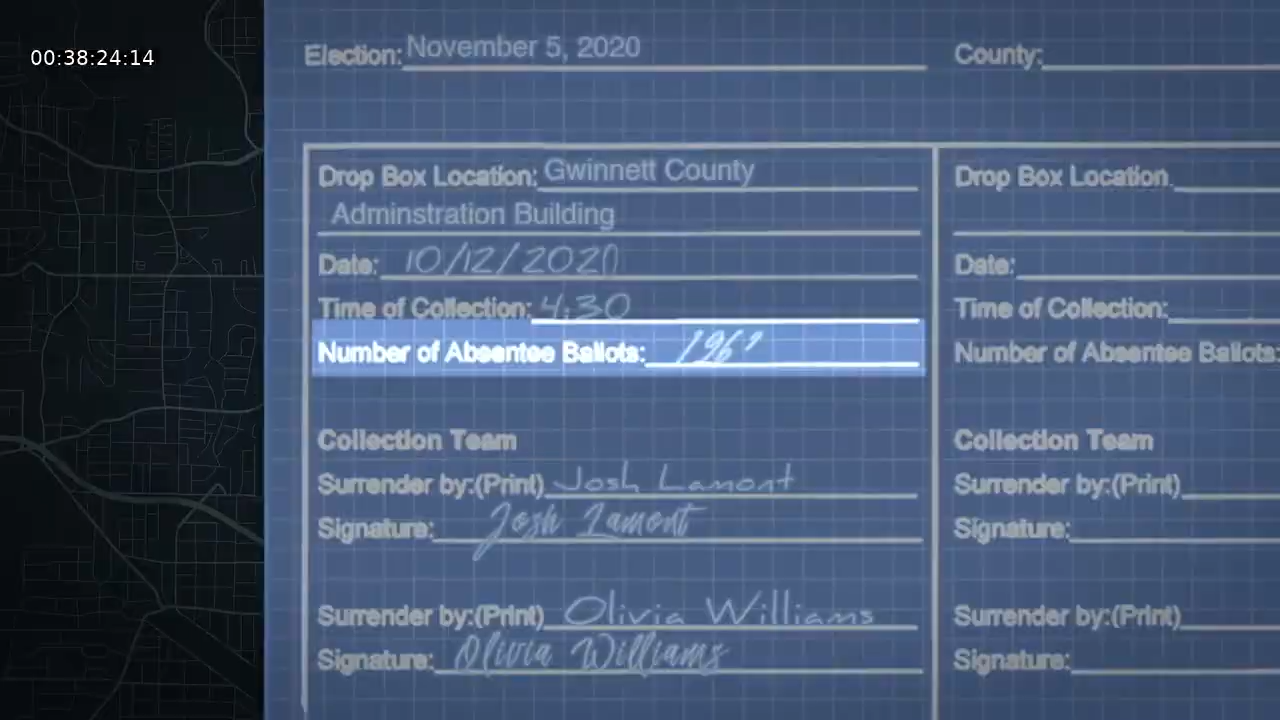 00:38:24:14
Election: November 5, 2020
County:
Drop Box Location: Gwinnett County
Adminstration Building
Date: 10/12/2020
Time of Collection: 4:30
Number of Absentee Ballots: 1967
Collection Team
Surrender by:(Print) Josh Lamont
Signature: Josh Lamont
Surrender by:(Print) Olivia Williams
Signature: Olivia Williams
Drop Box Location
Date:
Time of Collection:
Number of Absentee Ballots:
Collection Team
Surrender by:(Print)
Signature:
Surrender by:(Print)
Signature: